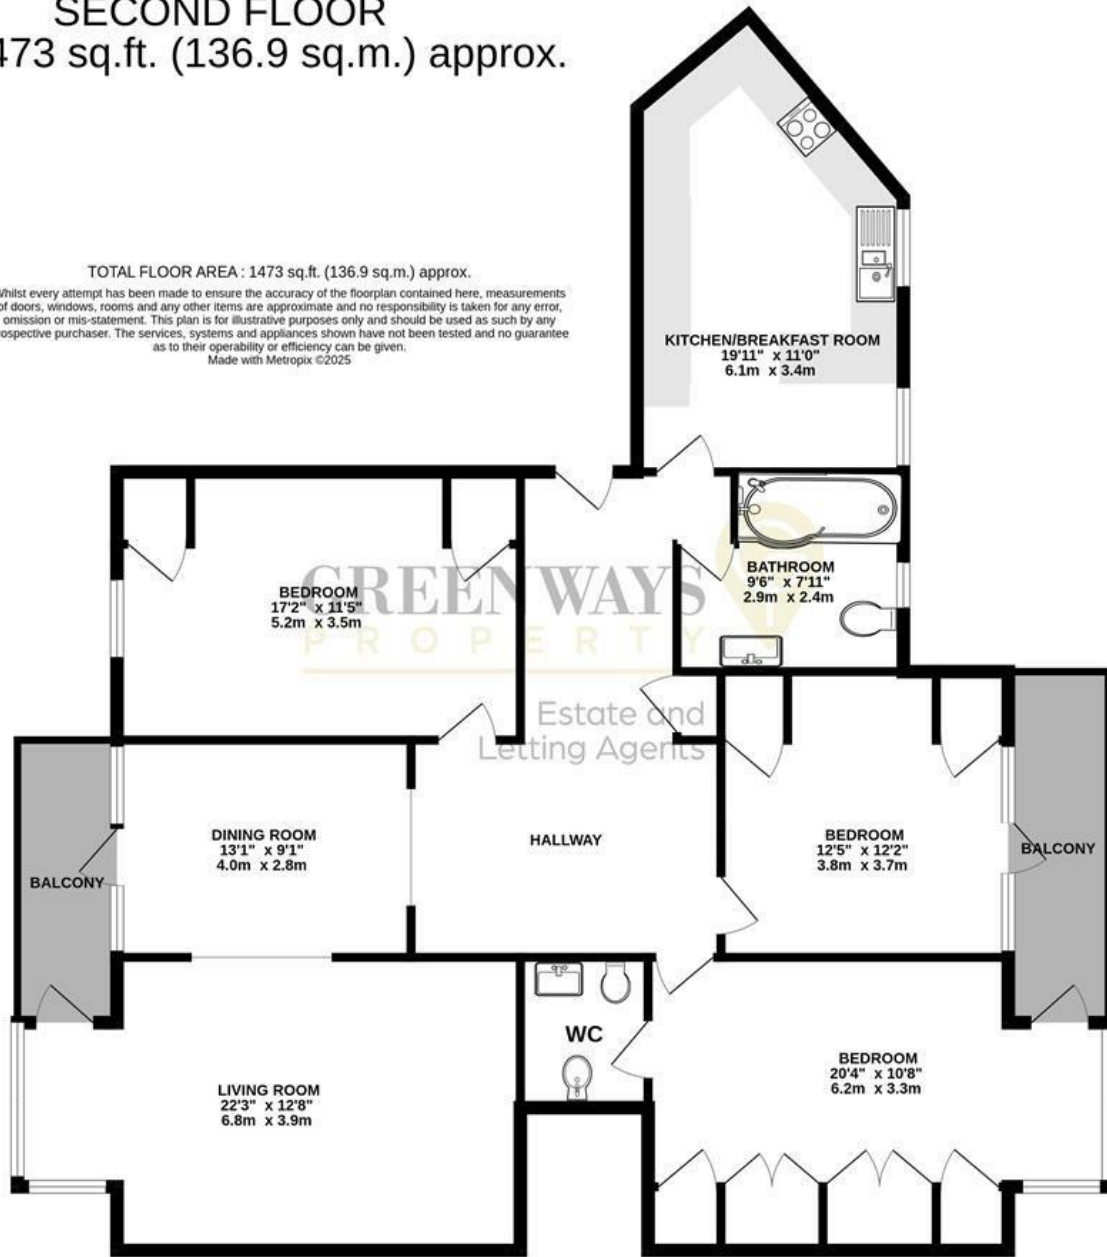 SECOND FLOOR
473 sq.ft. (136.9 sq.m.) approx.
TOTAL FLOOR AREA : 1473 sq.ft. (136.9 sq.m.) approx.
Whilst every attempt has been made to ensure the accuracy of the floorplan contained here, measurements
of doors, windows, rooms and any other items are approximate and no responsibility is taken for any error,
omission or mis-statement. This plan is for illustrative purposes only and should be used as such by any
ospective purchaser. The services, systems and appliances shown have not been tested and no guarantee
as to their operability or efficiency can be given.
Made with Metropix ©2025
KITCHEN/BREAKFAST ROOM
19'11" x 11'0"
6.1m x 3.4m
BATHROOM
9'6" x 7'11"
2.9m x 2.4m
BEDROOM
17'2" x 11'5"
5.2m x 3.5m
GREENWAYS
PROPERTY
Estate and
Letting Agents
DINING ROOM
13'1" x 9'1"
4.0m x 2.8m
HALLWAY
BEDROOM
12'5" x 12'2"
3.8m x 3.7m
BALCONY
BALCONY
WC
LIVING ROOM
22'3" x 12'8"
6.8m x 3.9m
BEDROOM
20'4" x 10'8"
6.2m x 3.3m